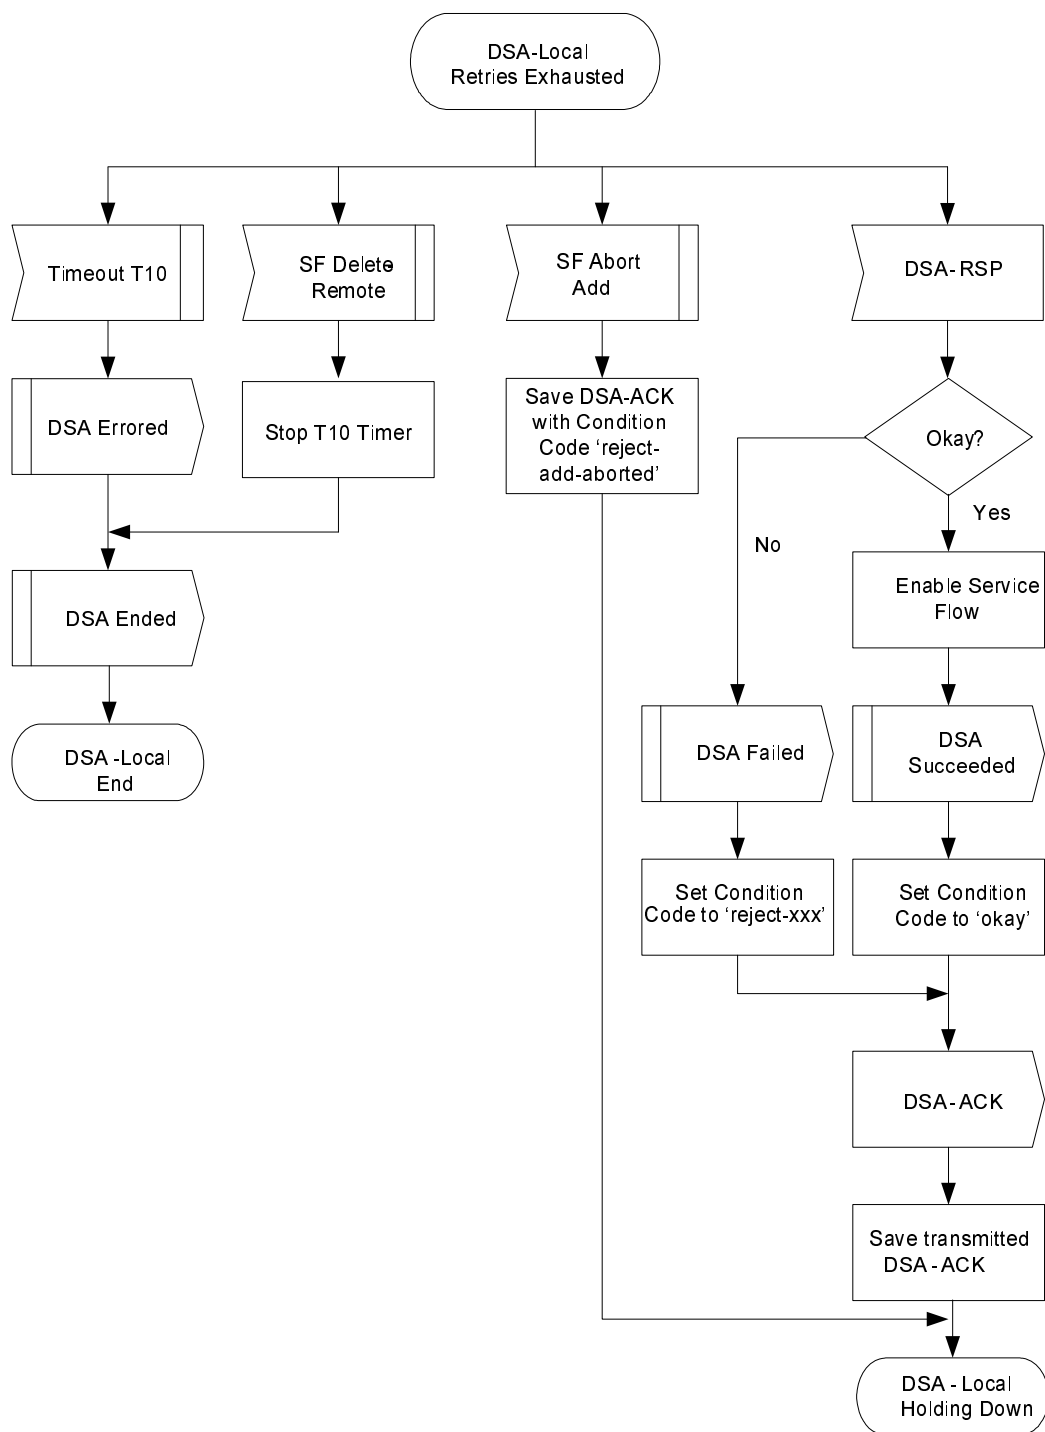 DSA-Local
Retries Exhausted
Timeout T10
SF Delete-
Remote
SF Abort
Add
DSA-RSP
DSA Errored
Stop T10 Timer
Save DSA-ACK
with Condition
Code ‘reject-
add-aborted’
Okay?
Yes
No
Enable Service
Flow
DSA Ended
DSA -Local
End
DSA Failed
DSA
Succeeded
Set Condition
Code to ‘reject-xxx’
Set Condition
Code to ‘okay’
DSA-ACK
Save transmitted
DSA-ACK
DSA - Local
Holding Down